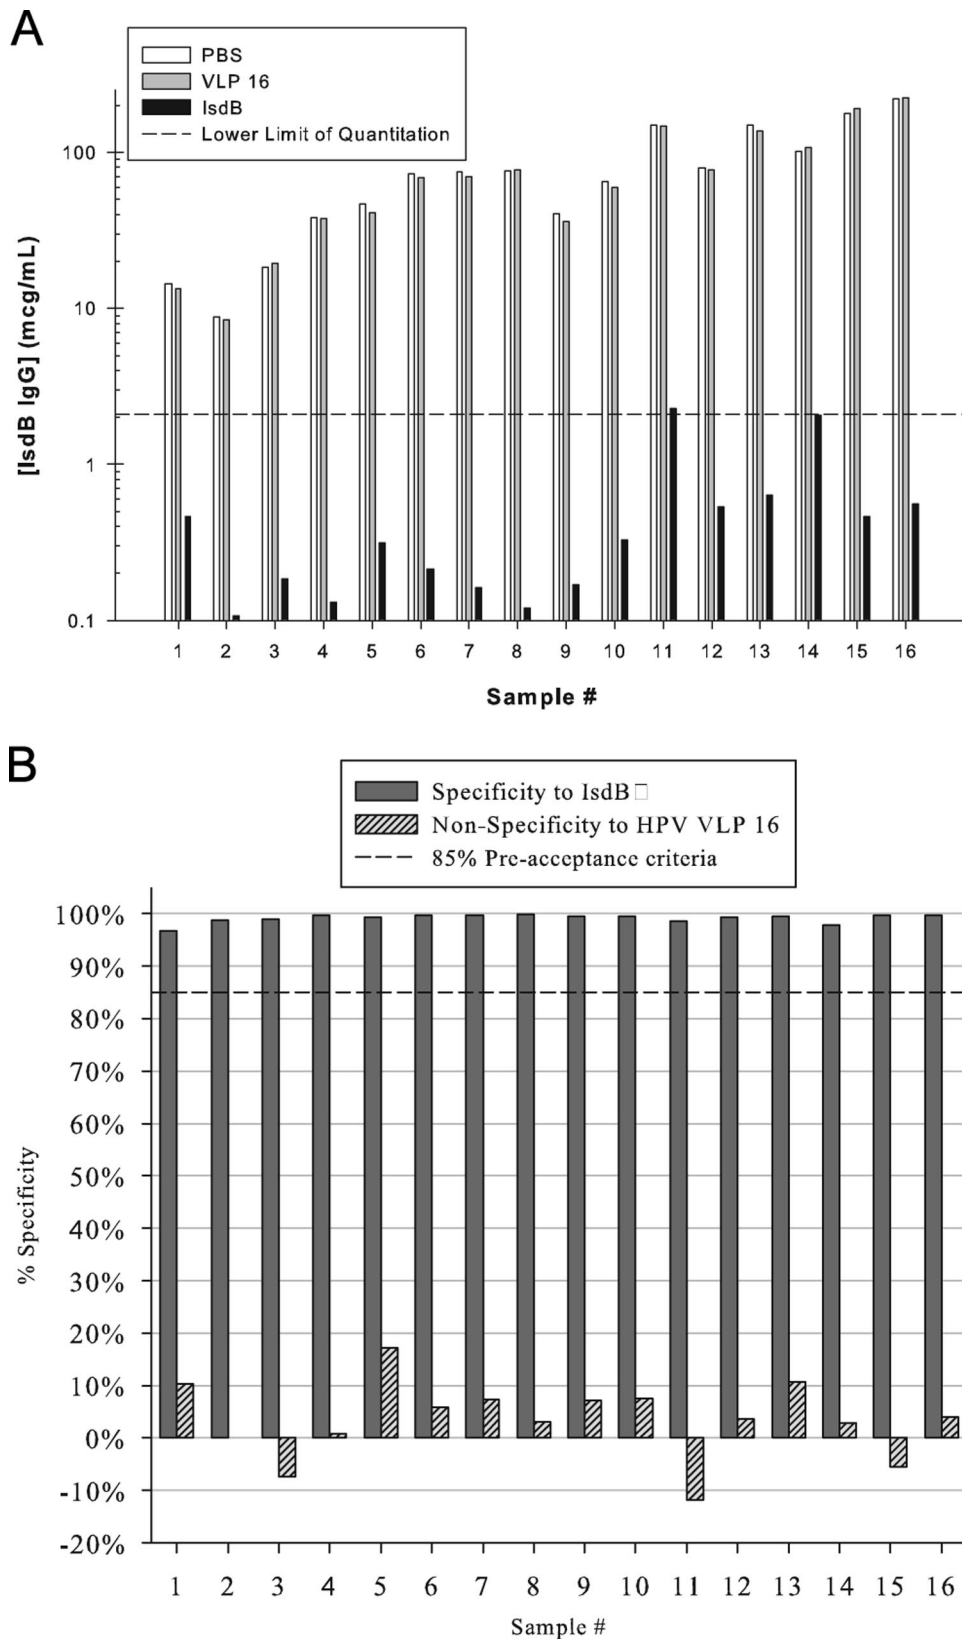 A
PBS
VLP 16
IsdB
Lower Limit of Quantitation
[IsdB IgG] (mcg/mL)
100
10
1
0.1
1 2 3 4 5 6 7 8 9 10 11 12 13 14 15 16
Sample #
B
Specificity to IsdB□
Non-Specificity to HPV VLP 16
85% Pre-acceptance criteria
% Specificity
100%
90%
80%
70%
60%
50%
40%
30%
20%
10%
0%
-10%
-20%
1 2 3 4 5 6 7 8 9 10 11 12 13 14 15 16
Sample #